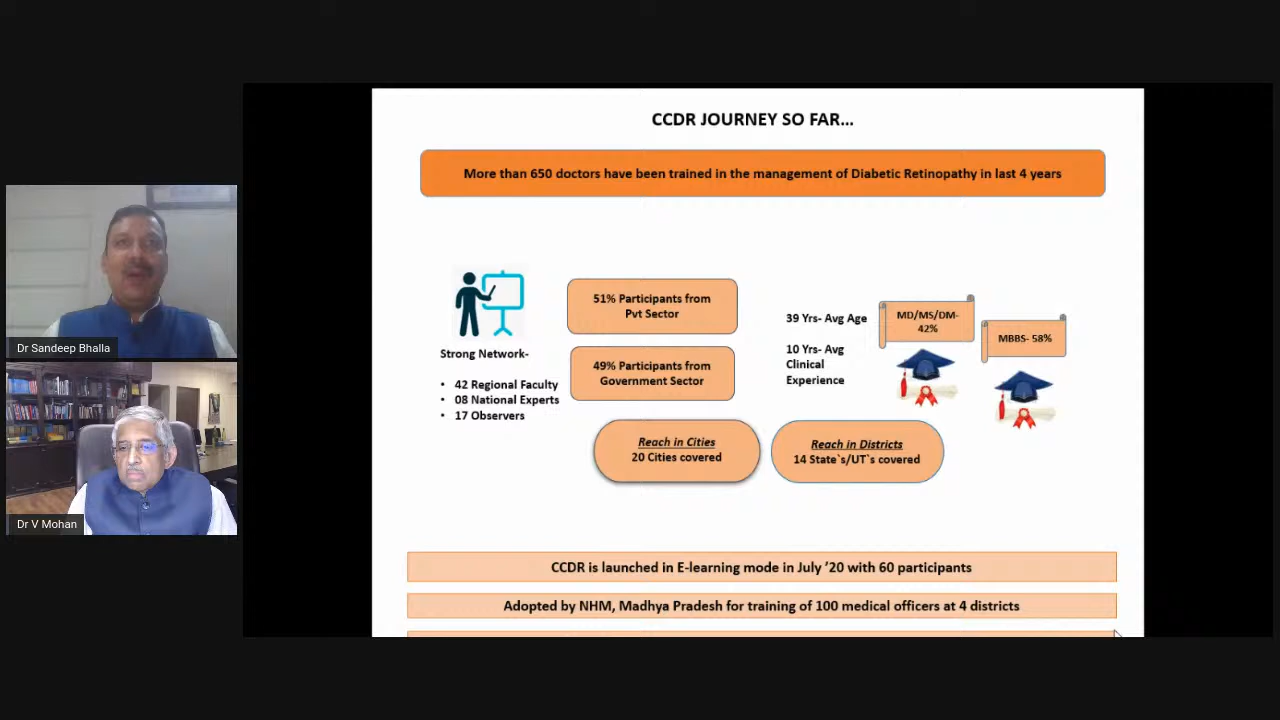 CCDR JOURNEY SO FAR...
More than 650 doctors have been trained in the management of Diabetic Retinopathy in last 4 years
Strong Network-
• 42 Regional Faculty
• 08 National Experts
• 17 Observers
51% Participants from
Pvt Sector
49% Participants from
Government Sector
39 Yrs- Avg Age
10 Yrs- Avg
Clinical
Experience
MD/MS/DM-
42%
MBBS- 58%
Reach in Cities
20 Cities covered
Reach in Districts
14 State`s/UT`s covered
CCDR is launched in E-learning mode in July ’20 with 60 participants
Adopted by NHM, Madhya Pradesh for training of 100 medical officers at 4 districts
Dr Sandeep Bhalla
Dr V Mohan